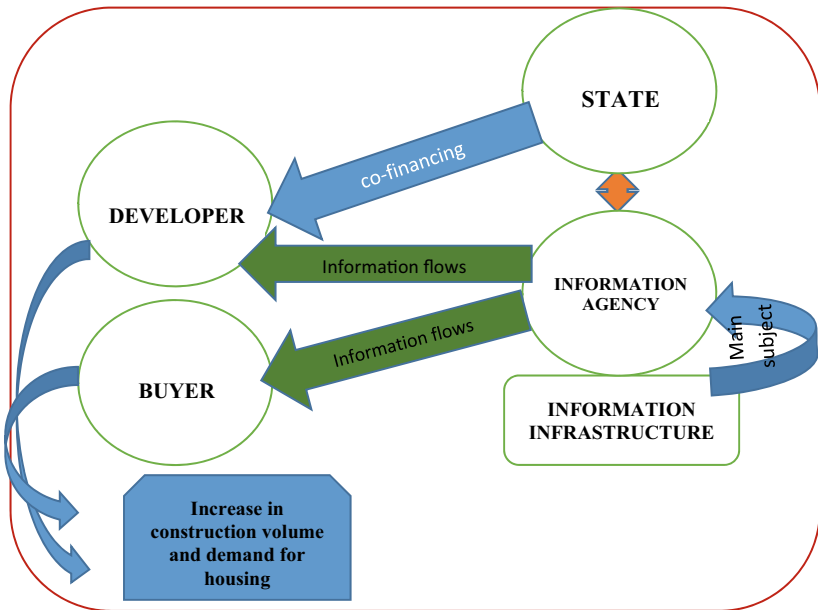 STATE
co-financing
DEVELOPER
Information flows
INFORMATION
AGENCY
Main
subject
Information flows
BUYER
INFORMATION
INFRASTRUCTURE
Increase in
construction volume
and demand for
housing